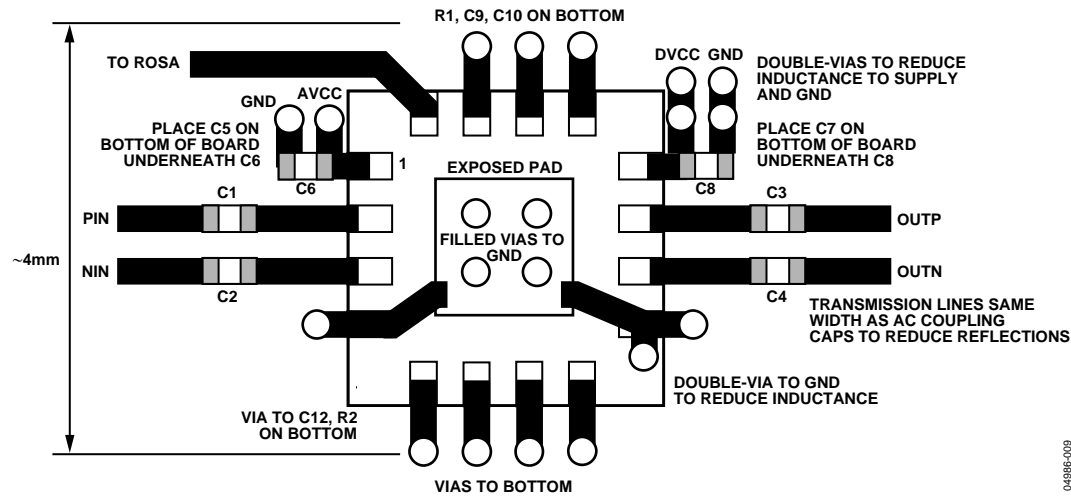 R1, C9, C10 ON BOTTOM
TO ROSA
DVCC GND
DOUBLE-VIAS TO REDUCE
INDUCTANCE TO SUPPLY
AND GND
GND
AVCC
PLACE C5 ON
BOTTOM OF BOARD
UNDERNEATH C6
PLACE C7 ON
BOTTOM OF BOARD
UNDERNEATH C8
1
EXPOSED PAD
C6
C8
C1
C3
PIN
OUTP
FILLED VIAS TO
GND
~4mm
NIN
OUTN
C2
C4
TRANSMISSION LINES SAME
WIDTH AS AC COUPLING
CAPS TO REDUCE REFLECTIONS
DOUBLE-VIA TO GND
TO REDUCE INDUCTANCE
VIA TO C12, R2
ON BOTTOM
VIAS TO BOTTOM
04986-009